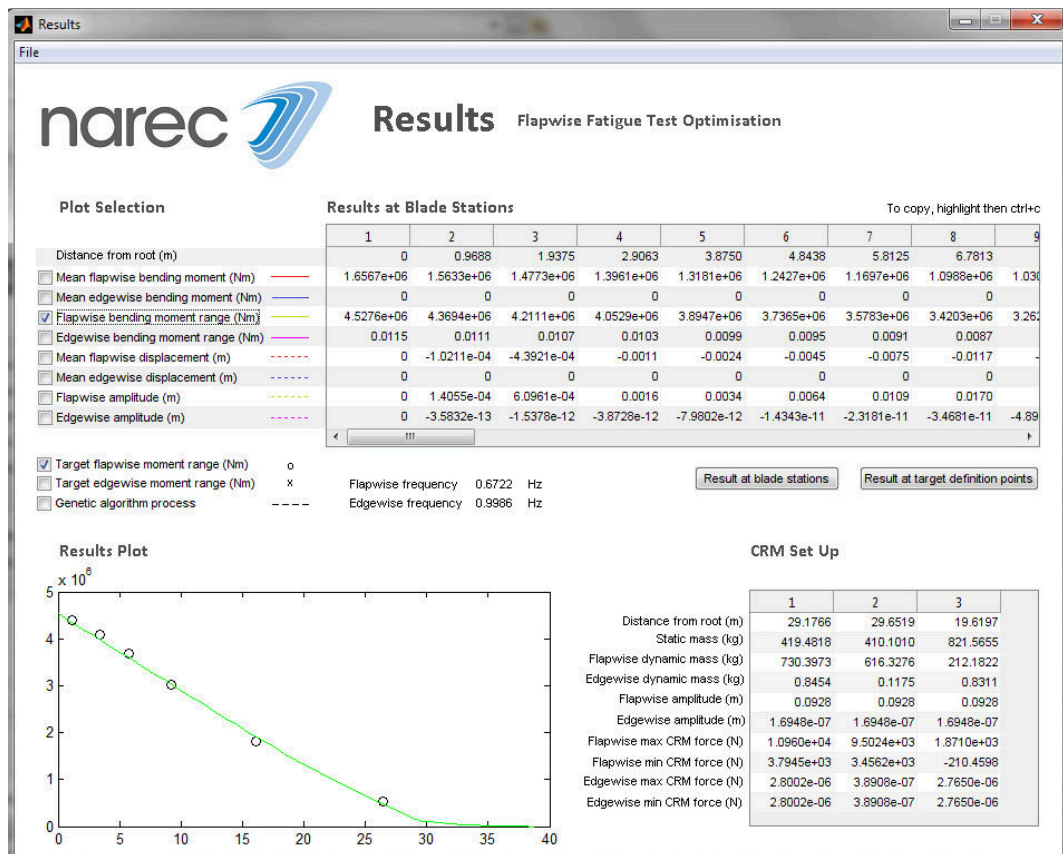 Results
File
narec
Results Flapwise Fatigue Test Optimisation
Plot Selection
Results at Blade Stations
To copy, highlight then ctrl+c
1 2 3 4 5 6 7 8 9
Distance from root (m) 0 0.9688 1.9375 2.9063 3.8750 4.8438 5.8125 6.7813
Mean flapwise bending moment (Nm) 1.6567e+06 1.5633e+06 1.4773e+06 1.3961e+06 1.3181e+06 1.2427e+06 1.1697e+06 1.0988e+06 1.030
Mean edgewise bending moment (Nm) 0 0 0 0 0 0 0 0
Flapwise bending moment range (Nm) 4.5276e+06 4.3694e+06 4.2111e+06 4.0529e+06 3.8947e+06 3.7365e+06 3.5783e+06 3.4203e+06 3.262
Edgewise bending moment range (Nm) 0.0115 0.0111 0.0107 0.0103 0.0099 0.0095 0.0091 0.0087
Mean flapwise displacement (m) 0 -1.0211e-04 -4.3921e-04 -0.0011 -0.0024 -0.0045 -0.0075 -0.0117 -
Mean edgewise displacement (m) 0 0 0 0 0 0 0 0
Flapwise amplitude (m) 0 1.4055e-04 6.0961e-04 0.0016 0.0034 0.0064 0.0109 0.0170
Edgewise amplitude (m) 0 -3.5832e-13 -1.5378e-12 -3.8728e-12 -7.9802e-12 -1.4343e-11 -2.3181e-11 -3.4681e-11 -4.89
Target flapwise moment range (Nm) o
Target edgewise moment range (Nm) x
Genetic algorithm process
Flapwise frequency 0.6722 Hz
Edgewise frequency 0.9986 Hz
Result at blade stations
Result at target definition points
Results Plot
x 10^6
5
4
3
2
1
0
0 5 10 15 20 25 30 35 40
CRM Set Up
1 2 3
Distance from root (m) 29.1766 29.6519 19.6197
Static mass (kg) 419.4818 410.1010 821.5655
Flapwise dynamic mass (kg) 730.3973 616.3276 212.1822
Edgewise dynamic mass (kg) 0.8454 0.1175 0.8311
Flapwise amplitude (m) 0.0928 0.0928 0.0928
Edgewise amplitude (m) 1.6948e-07 1.6948e-07 1.6948e-07
Flapwise max CRM force (N) 1.0960e+04 9.5024e+03 1.8710e+03
Flapwise min CRM force (N) 3.7945e+03 3.4562e+03 -210.4598
Edgewise max CRM force (N) 2.8002e-06 3.8908e-07 2.7650e-06
Edgewise min CRM force (N) 2.8002e-06 3.8908e-07 2.7650e-06